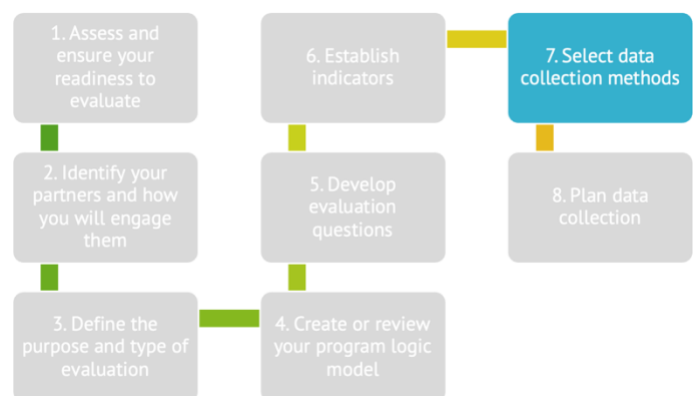 1. Assess and
ensure your
readiness to
evaluate
2. Identify your
partners and how
you will engage
them
3. Define the
purpose and type of
evaluation
4. Create or review
your program logic
model
5. Develop
evaluation
questions
6. Establish
indicators
7. Select data
collection methods
8. Plan data
collection